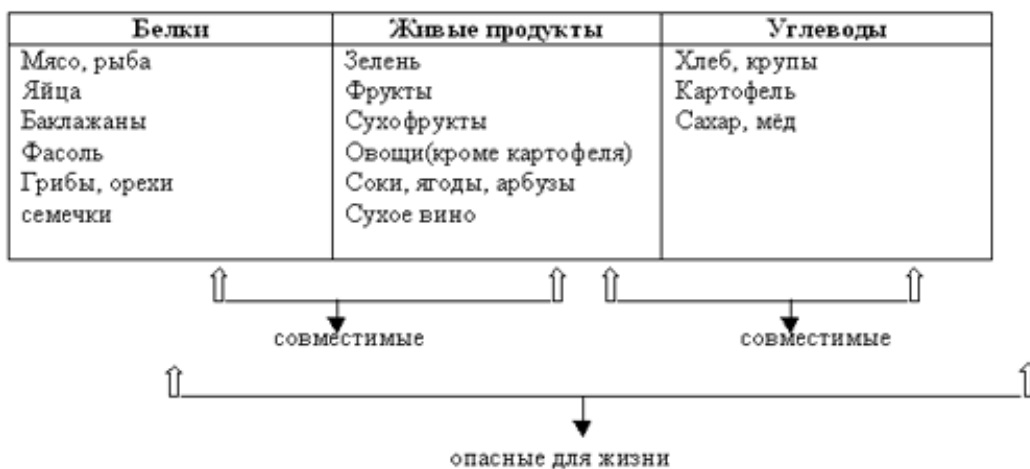 Белки Живые продукты Углеводы
Мясо, рыба Зелень Хлеб, крупы
Яйца Фрукты Картофель
Баклажаны Сухофрукты Сахар, мёд
Фасоль Овощи(кроме картофеля)
Грибы, орехи Соки, ягоды, арбузы
семечки Сухое вино
совместимые совместимые
опасные для жизни